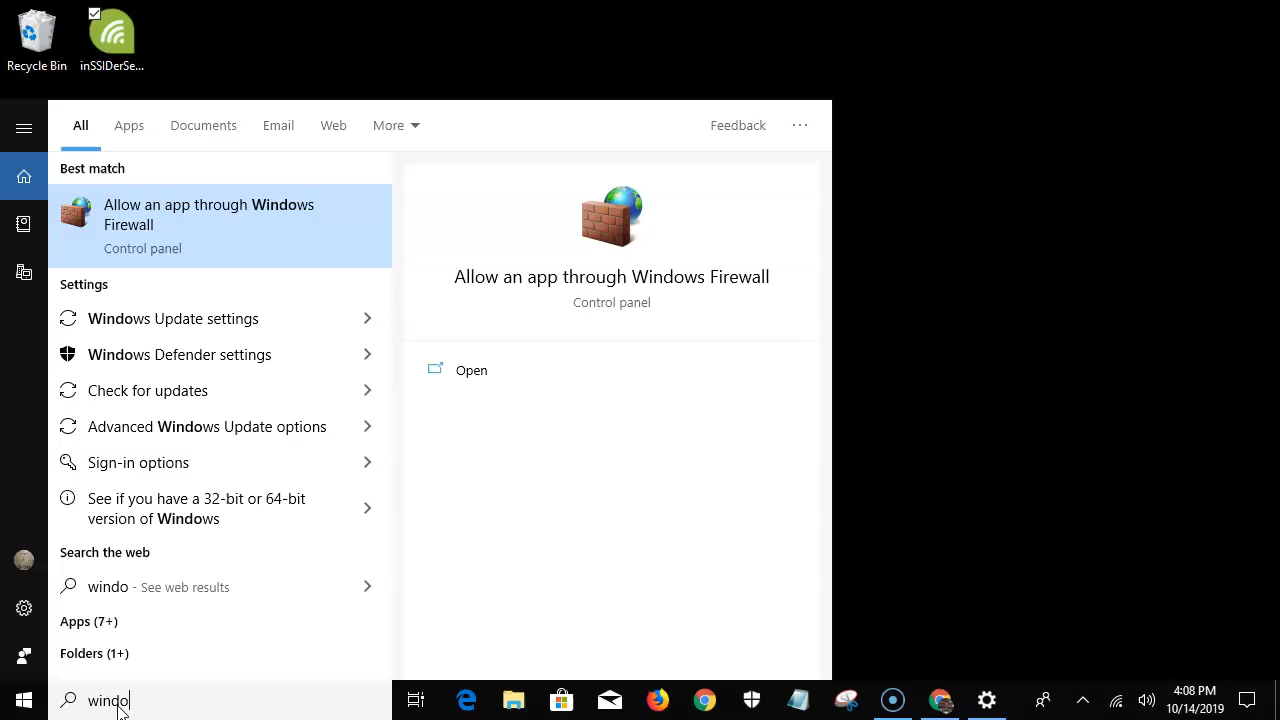 Recycle Bin
inSSIDerSe...
All
Apps
Documents
Email
Web
More
Feedback
Best match
Allow an app through Windows
Firewall
Control panel
Settings
Windows Update settings
Windows Defender settings
Check for updates
Advanced Windows Update options
Sign-in options
See if you have a 32-bit or 64-bit
version of Windows
Search the web
windo - See web results
Apps (7+)
Folders (1+)
Allow an app through Windows Firewall
Control panel
Open
windo
4:08 PM
10/14/2019